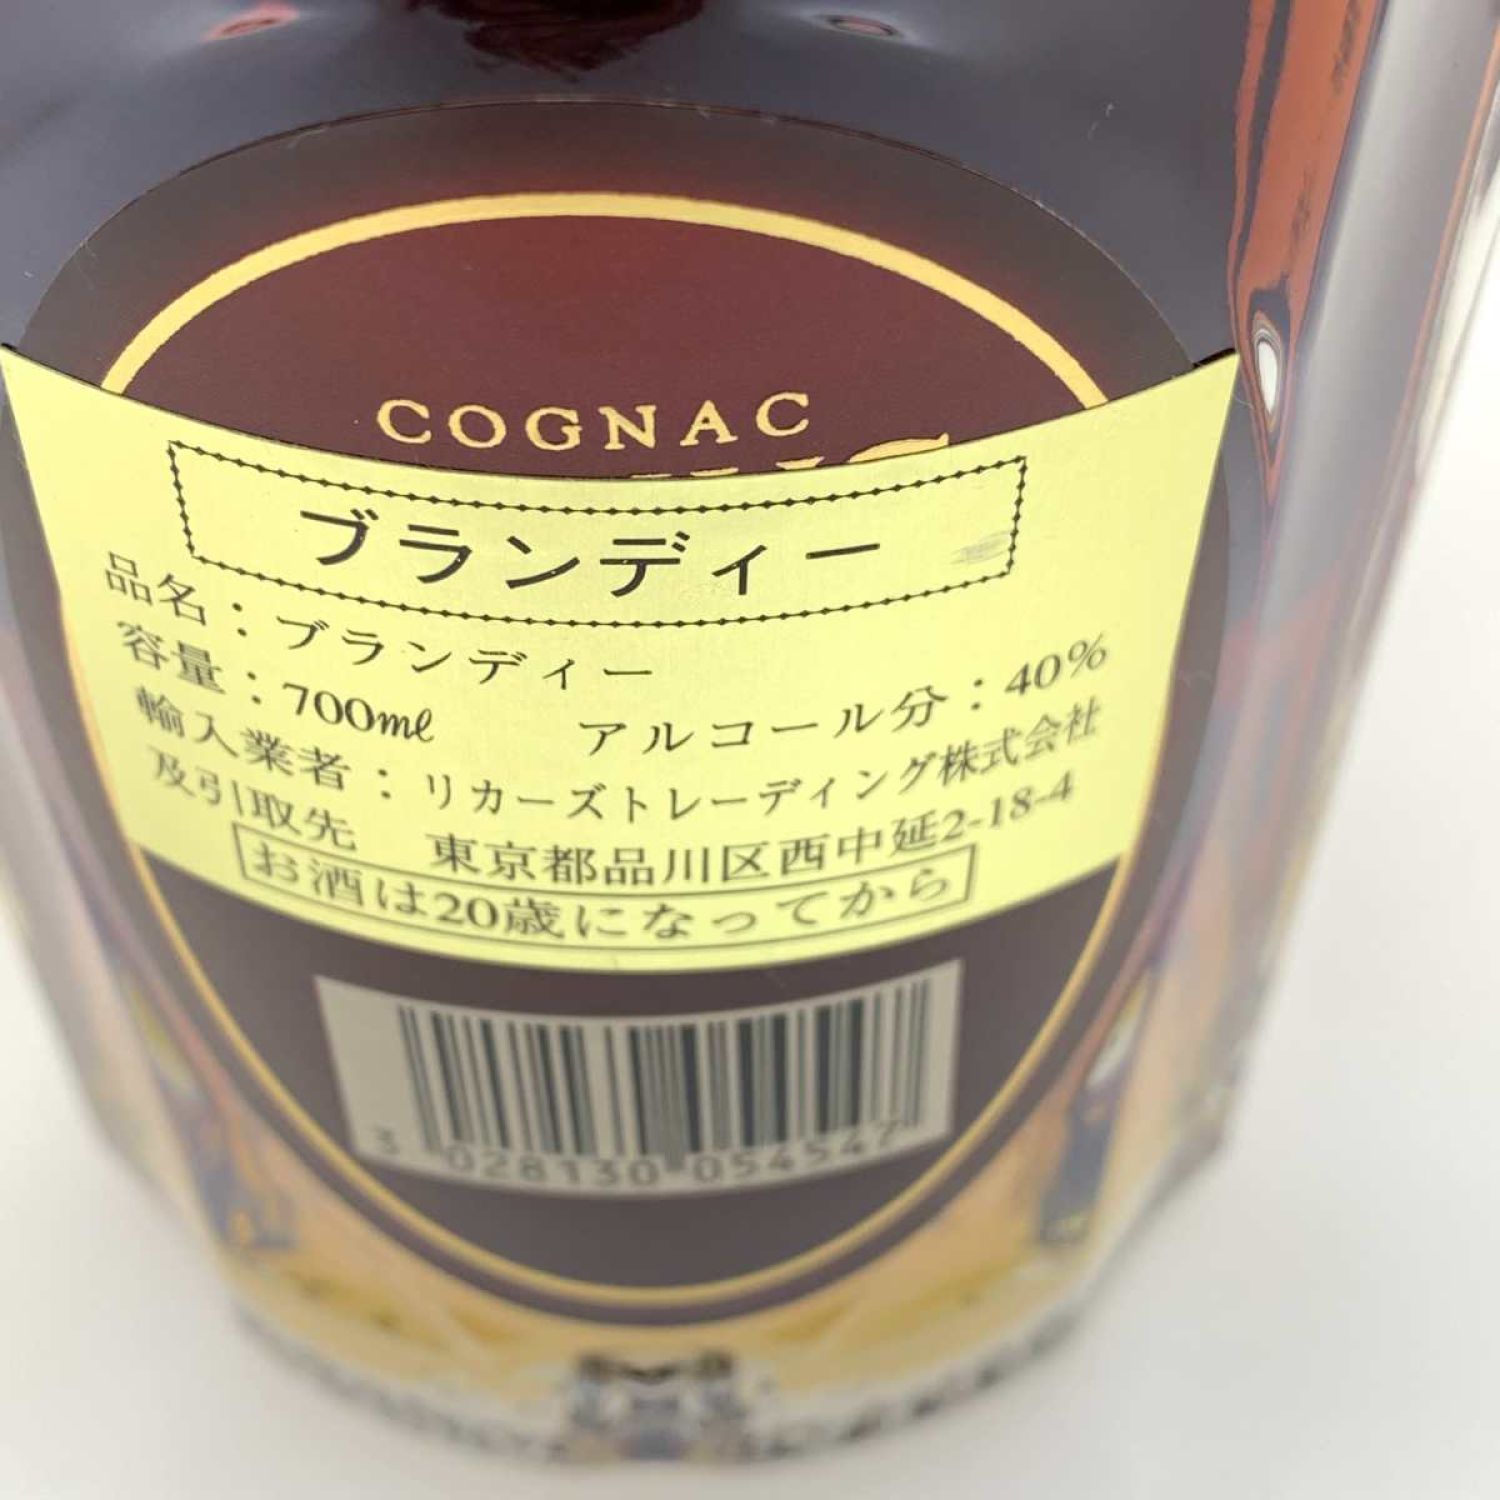 COGNAC
ブランディー
品名：ブランディー
容量：700mℓ アルコール分：40%
輸入業者：リカーズトレーディング株式会社
及引取先 東京都品川区西中延2-18-4
お酒は20歳になってから
3 028130 054547